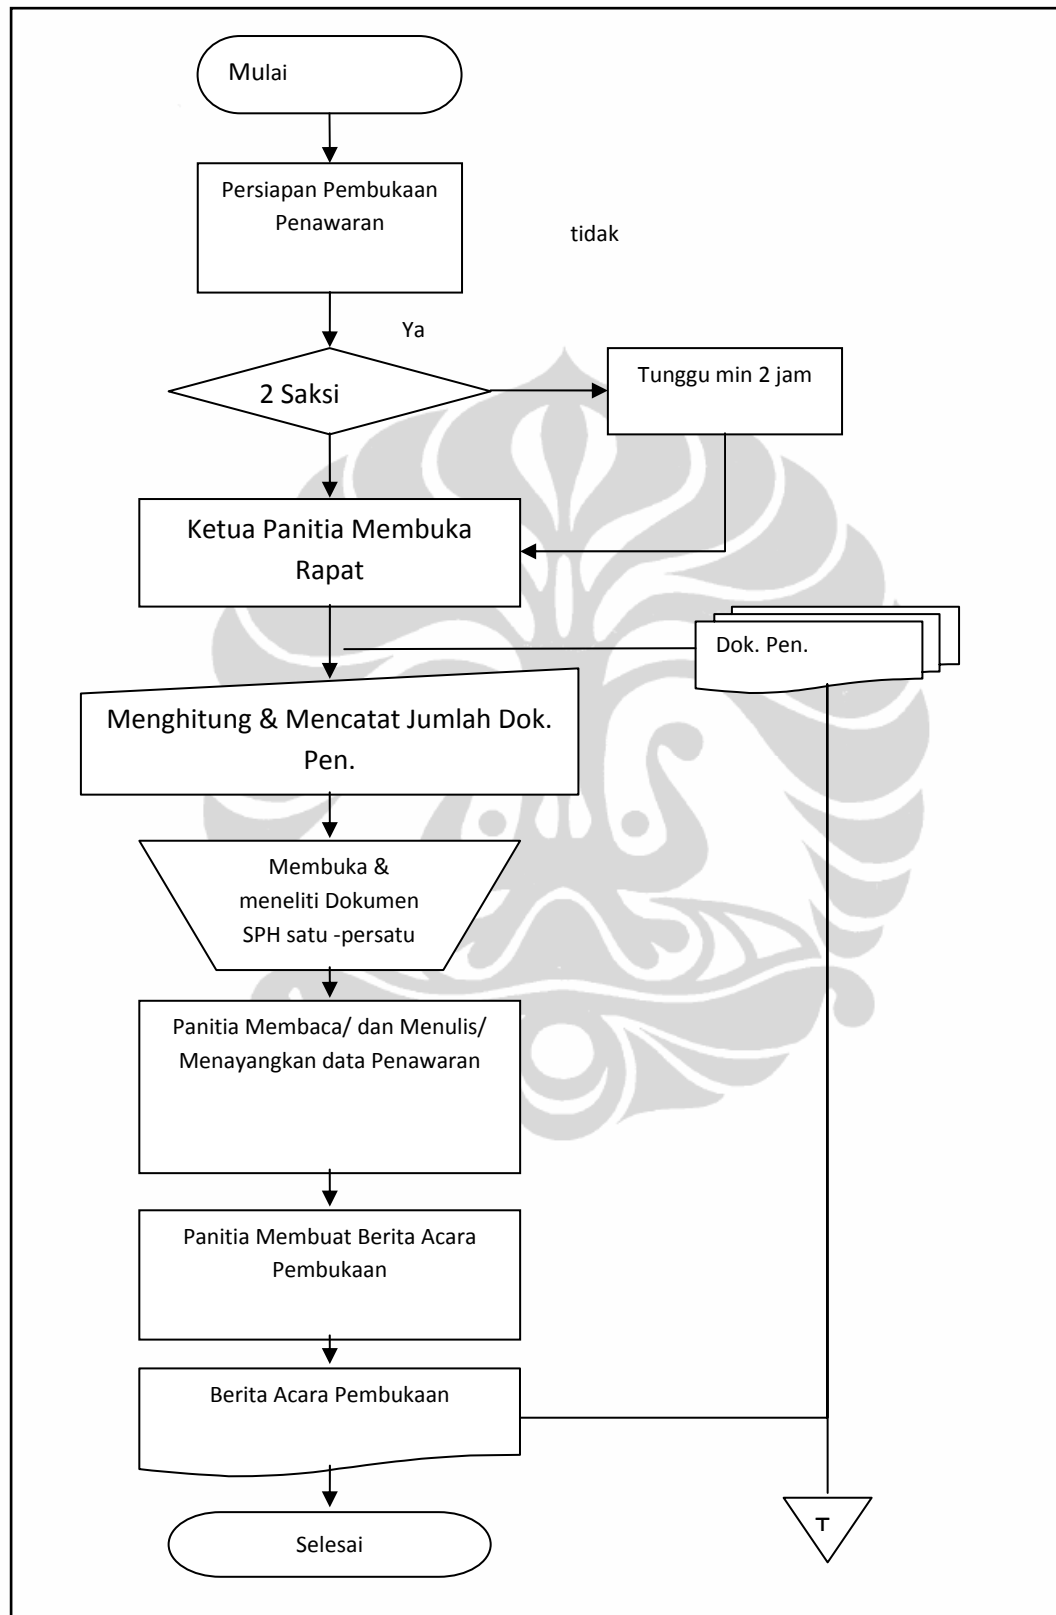 Mulai
Persiapan Pembukaan
Penawaran
tidak
Ya
2 Saksi
Tunggu min 2 jam
Ketua Panitia Membuka
Rapat
Dok. Pen.
Menghitung & Mencatat Jumlah Dok.
Pen.
Membuka &
meneliti Dokumen
SPH satu -persatu
Panitia Membaca/ dan Menulis/
Menayangkan data Penawaran
Panitia Membuat Berita Acara
Pembukaan
Berita Acara Pembukaan
Selesai
T